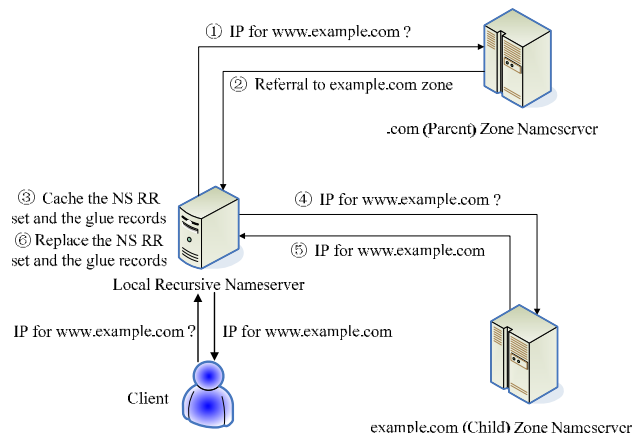 ① IP for www.example.com ?
② Referral to example.com zone
.com (Parent) Zone Nameserver
③ Cache the NS RR
set and the glue records
⑥ Replace the NS RR
set and the glue records
④ IP for www.example.com ?
⑤ IP for www.example.com
Local Recursive Nameserver
IP for www.example.com ?
IP for www.example.com
Client
example.com (Child) Zone Nameserver